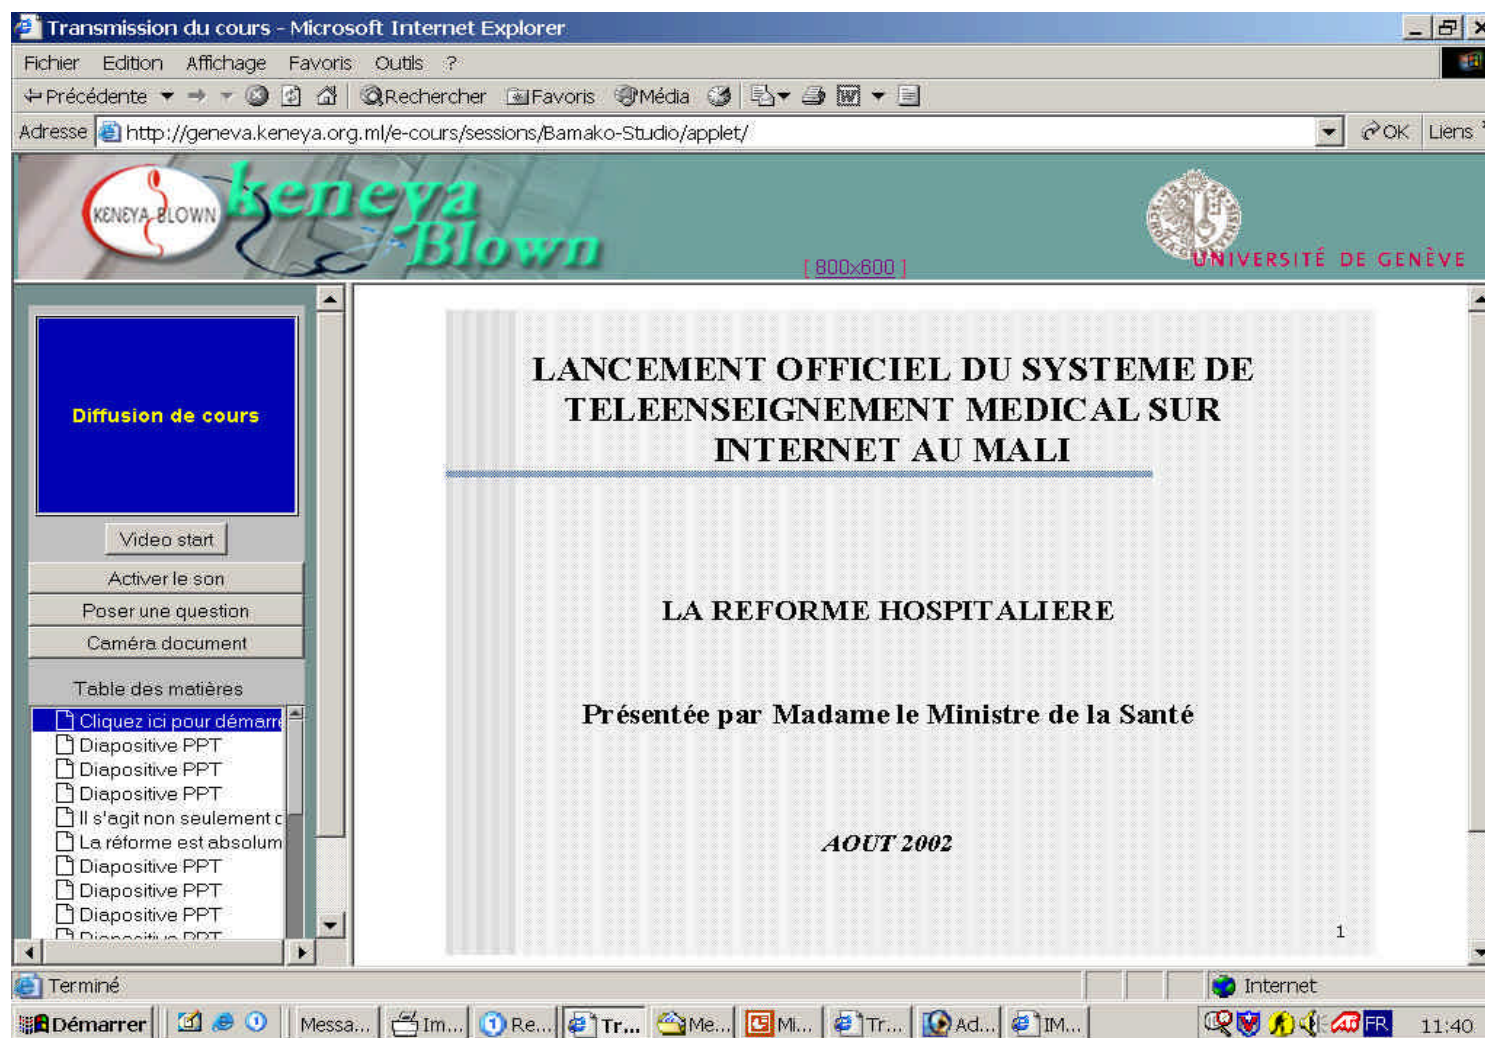 Transmission du cours - Microsoft Internet Explorer
Fichier Edition Affichage Favoris Outils ?
Précédente Rechercher Favoris Média
Adresse http://geneva.keneya.org.ml/e-cours/sessions/Bamako-Studio/applet/ OK Liens
KENEYA BLOWN
keneya
Blown
[ 800x600 ]
UNIVERSITÉ DE GENÈVE
Diffusion de cours
Video start
Activer le son
Poser une question
Caméra document
Table des matières
Cliquez ici pour démarre
Diapositive PPT
Diapositive PPT
Diapositive PPT
Il s'agit non seulement c
La réforme est absolum
Diapositive PPT
Diapositive PPT
Diapositive PPT
Diapositive PPT
LANCEMENT OFFICIEL DU SYSTEME DE
TELEENSEIGNEMENT MEDICAL SUR
INTERNET AU MALI
LA REFORME HOSPITALIERE
Présentée par Madame le Ministre de la Santé
AOUT 2002
1
Terminé Internet
Démarrer Messa... Im... Re... Tr... Me... Mi... Tr... Ad... IM... FR 11:40